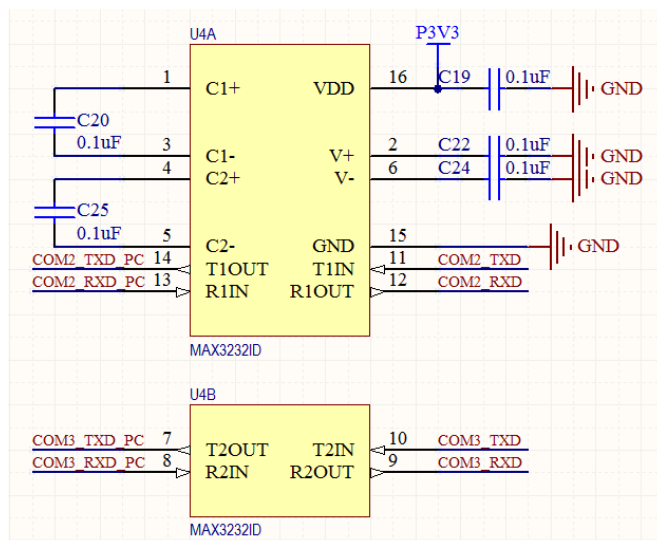 U4A
P3V3
1 C1+ VDD 16 C19 0.1uF GND
C20
0.1uF
3 C1- V+ 2 C22 0.1uF GND
4 C2+ V- 6 C24 0.1uF GND
C25
0.1uF
5 C2- GND 15 GND
COM2_TXD_PC 14 T1OUT T1IN 11 COM2_TXD
COM2_RXD_PC 13 R1IN R1OUT 12 COM2_RXD
MAX3232ID
U4B
COM3_TXD_PC 7 T2OUT T2IN 10 COM3_TXD
COM3_RXD_PC 8 R2IN R2OUT 9 COM3_RXD
MAX3232ID